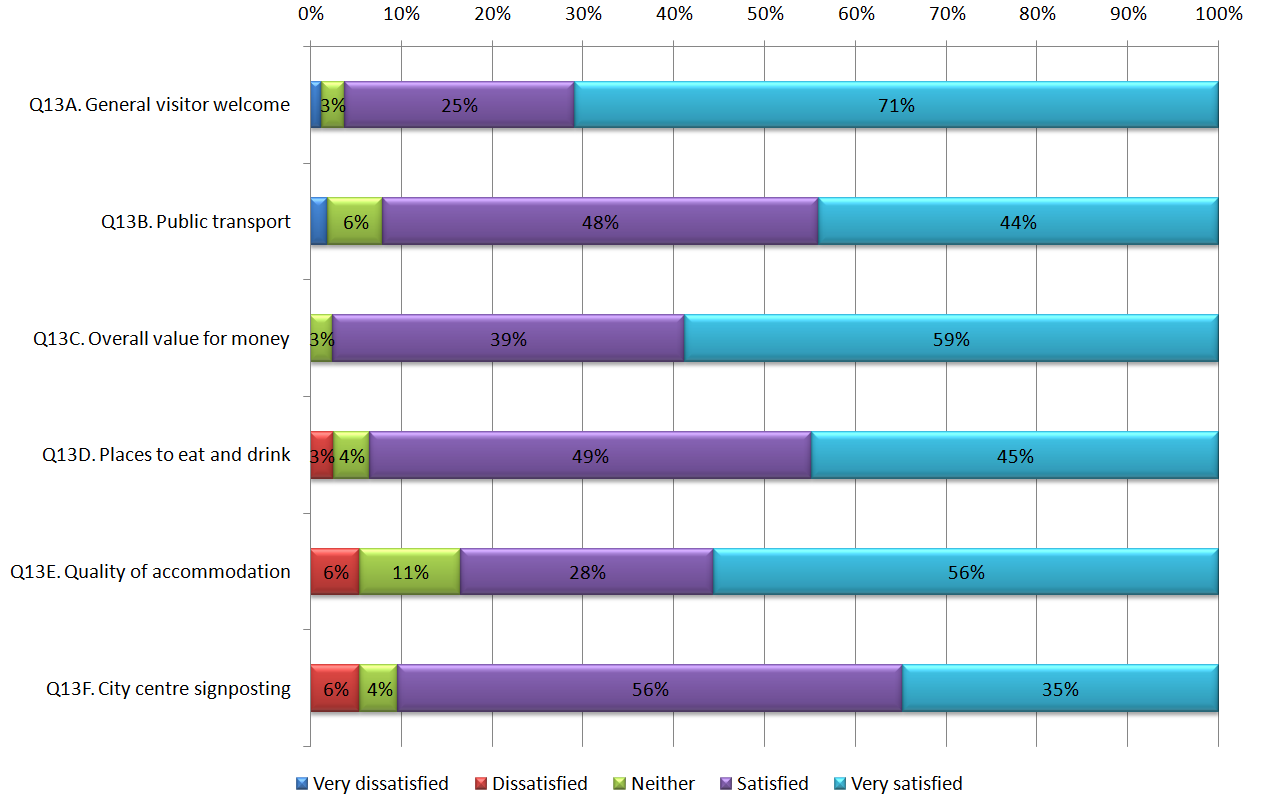 0% 10% 20% 30% 40% 50% 60% 70% 80% 90% 100%
Q13A. General visitor welcome 3% 25% 71%
Q13B. Public transport 6% 48% 44%
Q13C. Overall value for money 3% 39% 59%
Q13D. Places to eat and drink 3% 4% 49% 45%
Q13E. Quality of accommodation 6% 11% 28% 56%
Q13F. City centre signposting 6% 4% 56% 35%
Very dissatisfied Dissatisfied Neither Satisfied Very satisfied